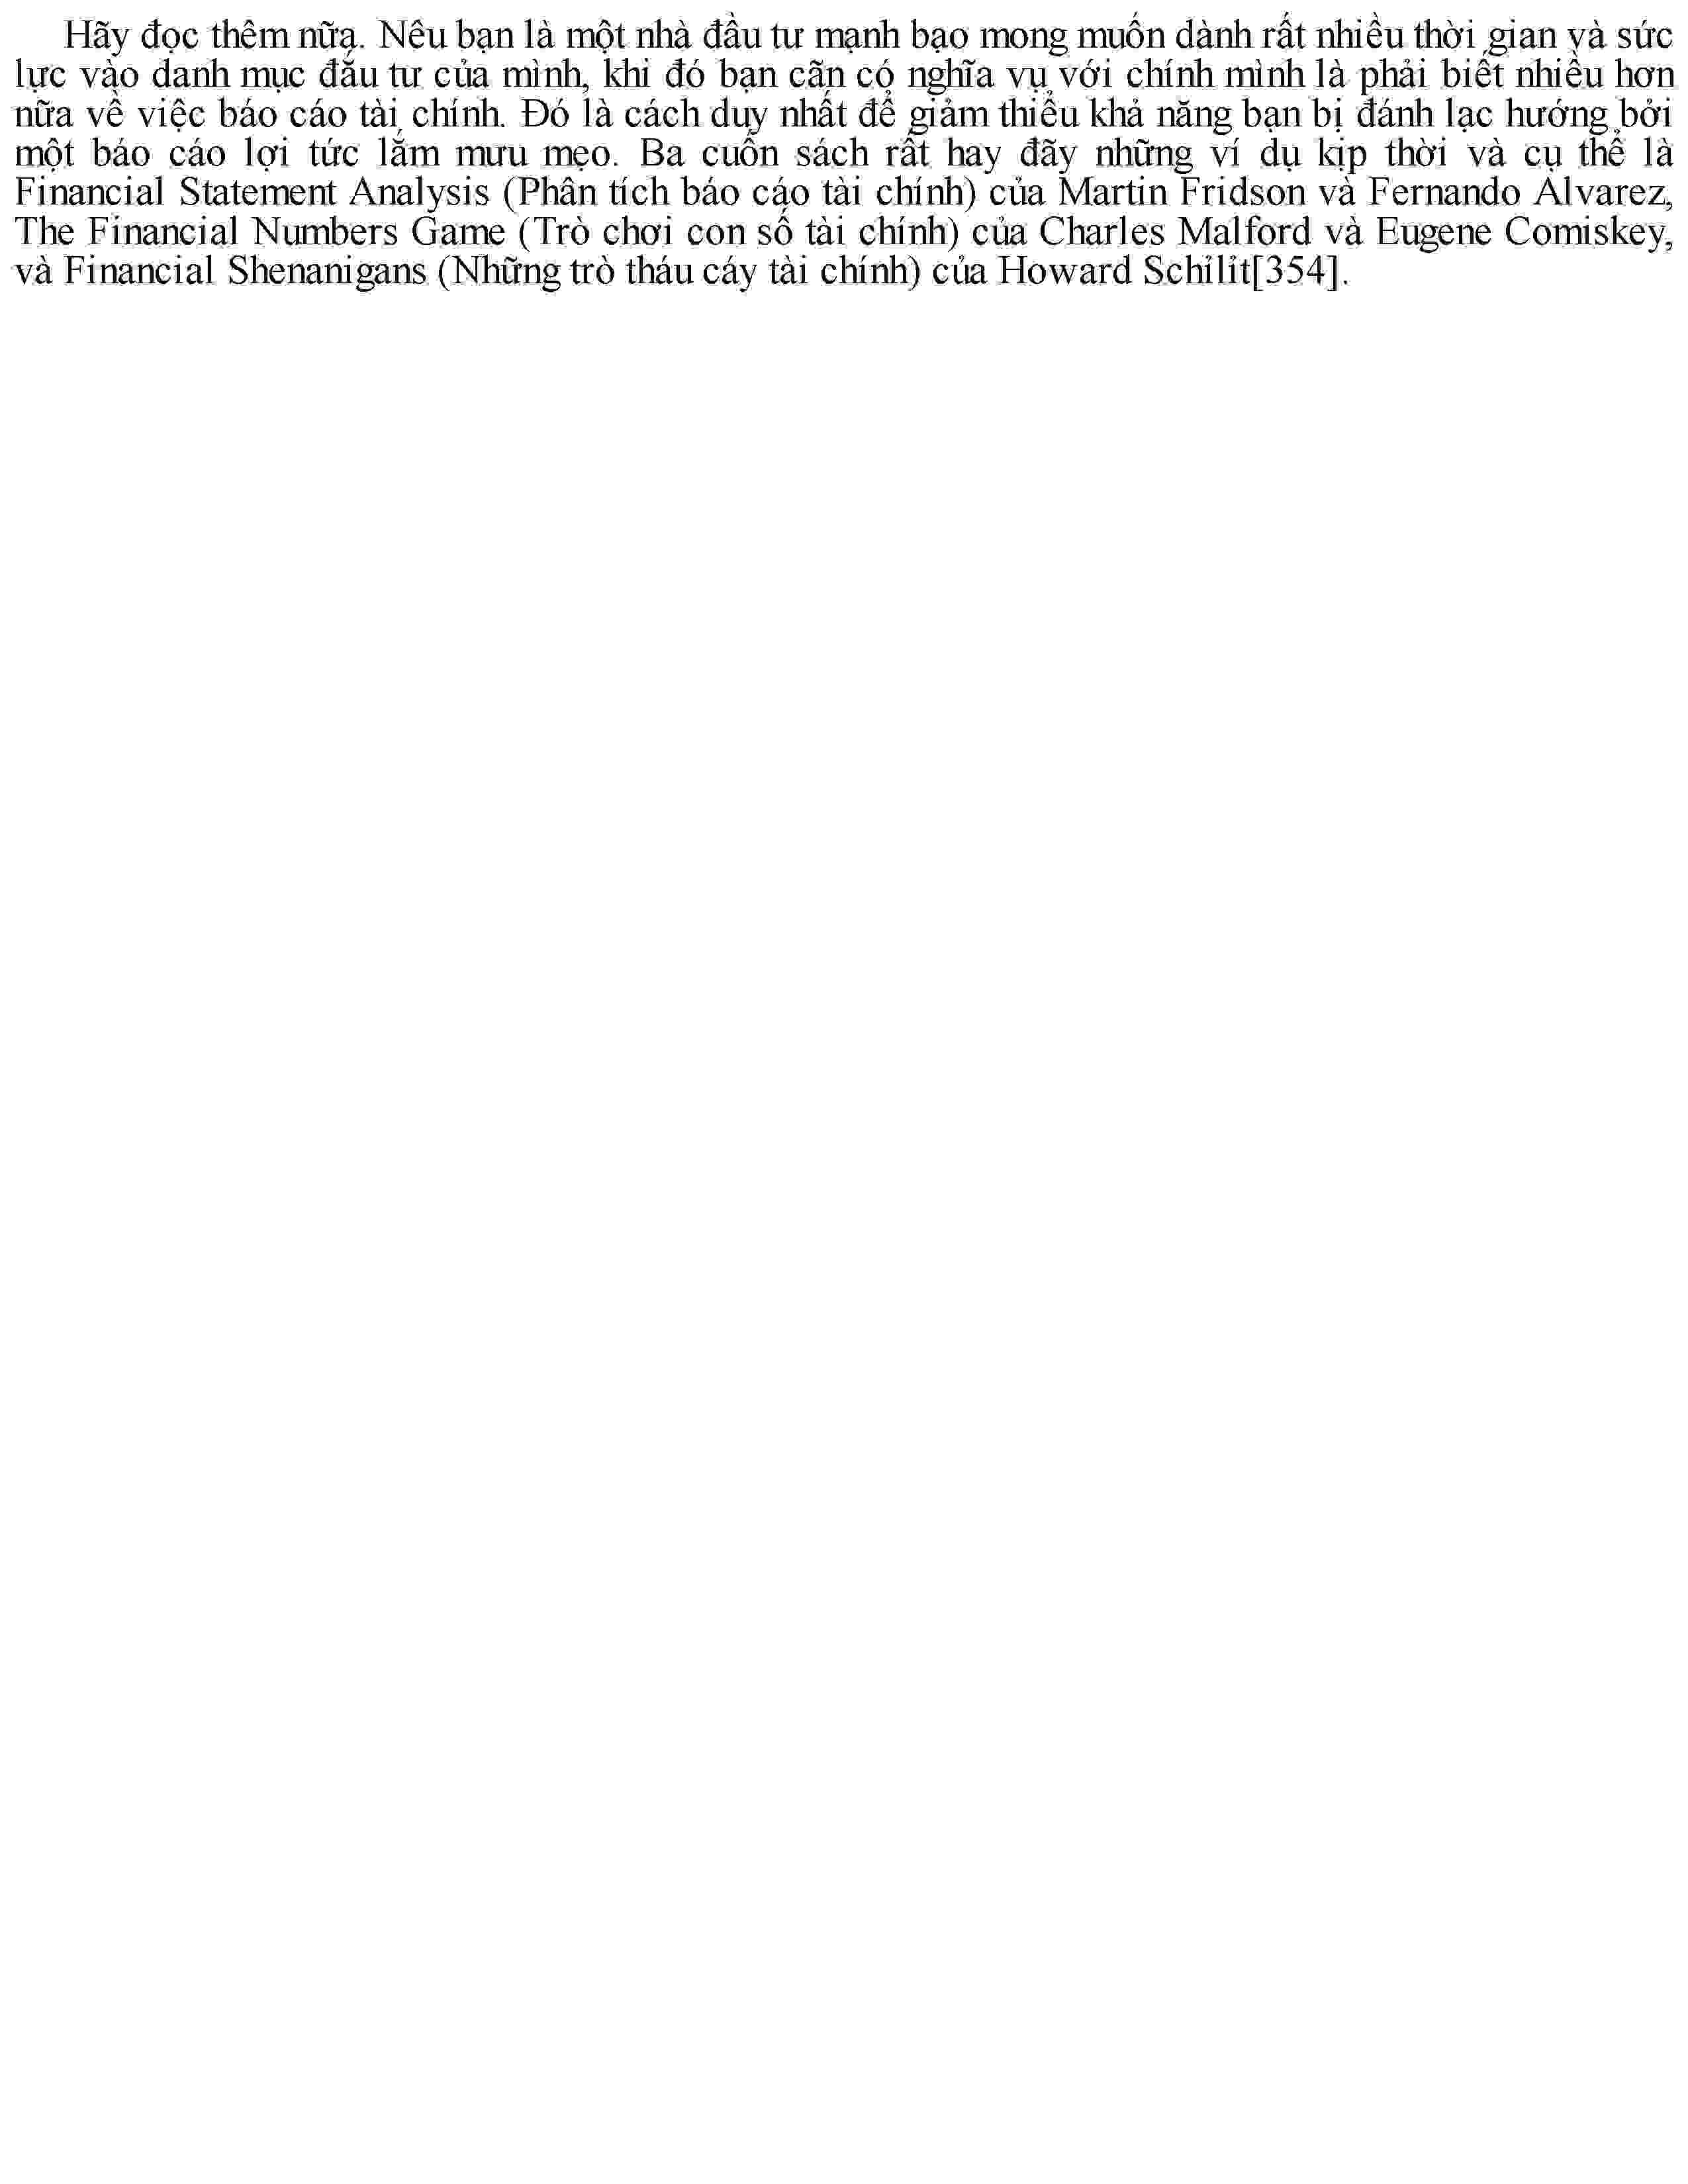 Hãy đọc thêm nữa. Nếu bạn là một nhà đầu tư mạnh bạo mong muốn dành rất nhiều thời gian và sức
lực vào danh mục đầu tư của mình, khi đó bạn cần có nghĩa vụ với chính mình là phải biết nhiều hơn
nữa về việc báo cáo tài chính. Đó là cách duy nhất để giảm thiểu khả năng bạn bị đánh lạc hướng bởi
một báo cáo lợi tức lắm mưu mẹo. Ba cuốn sách rất hay đầy những ví dụ kịp thời và cụ thể là
Financial Statement Analysis (Phân tích báo cáo tài chính) của Martin Fridson và Fernando Alvarez,
The Financial Numbers Game (Trò chơi con số tài chính) của Charles Malford và Eugene Comiskey,
và Financial Shenanigans (Những trò tháu cáy tài chính) của Howard Schilit[354].